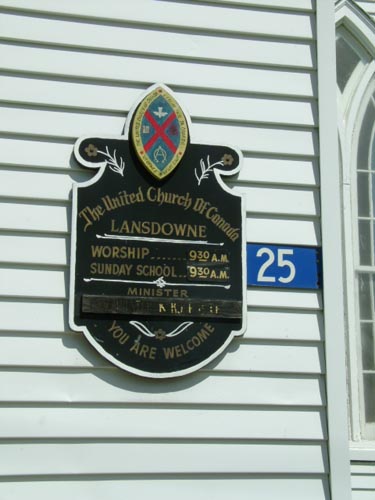 The United Church Of Canada
LANSDOWNE
WORSHIP......9:30 A.M.
SUNDAY SCHOOL..9:30 A.M.
MINISTER
YOU ARE WELCOME
25